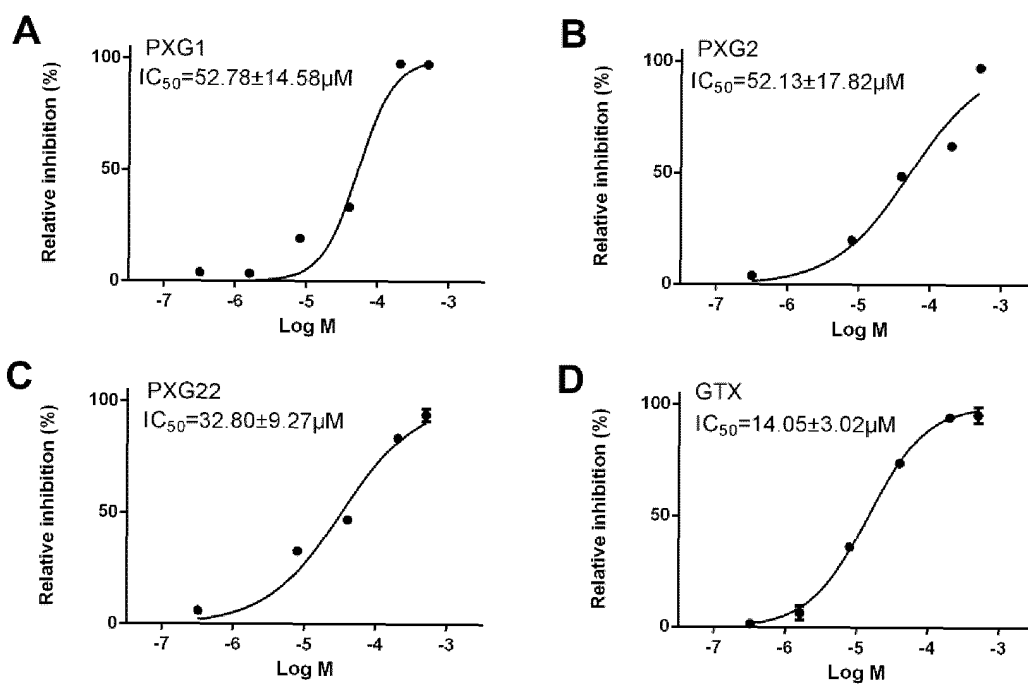 A
PXG1
IC50=52.78±14.58µM
Relative inhibition (%)
100
50
0
-7 -6 -5 -4 -3
Log M
B
PXG2
IC50=52.13±17.82µM
Relative inhibition (%)
100
50
0
-7 -6 -5 -4 -3
Log M
C
PXG22
IC50=32.80±9.27µM
Relative inhibition (%)
100
50
0
-7 -6 -5 -4 -3
Log M
D
GTX
IC50=14.05±3.02µM
Relative inhibition (%)
100
50
0
-7 -6 -5 -4 -3
Log M